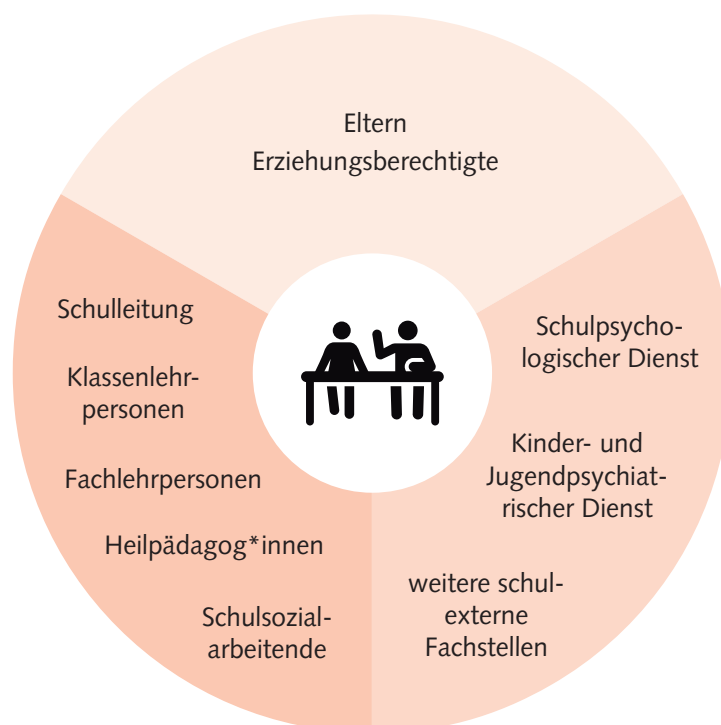 Eltern
Erziehungsberechtigte
Schulleitung
Klassenlehr-
personen
Fachlehrpersonen
Heilpädagog*innen
Schulsozial-
arbeitende
Schulpsycho-
logischer Dienst
Kinder- und
Jugendpsychiat-
rischer Dienst
weitere schul-
externe
Fachstellen